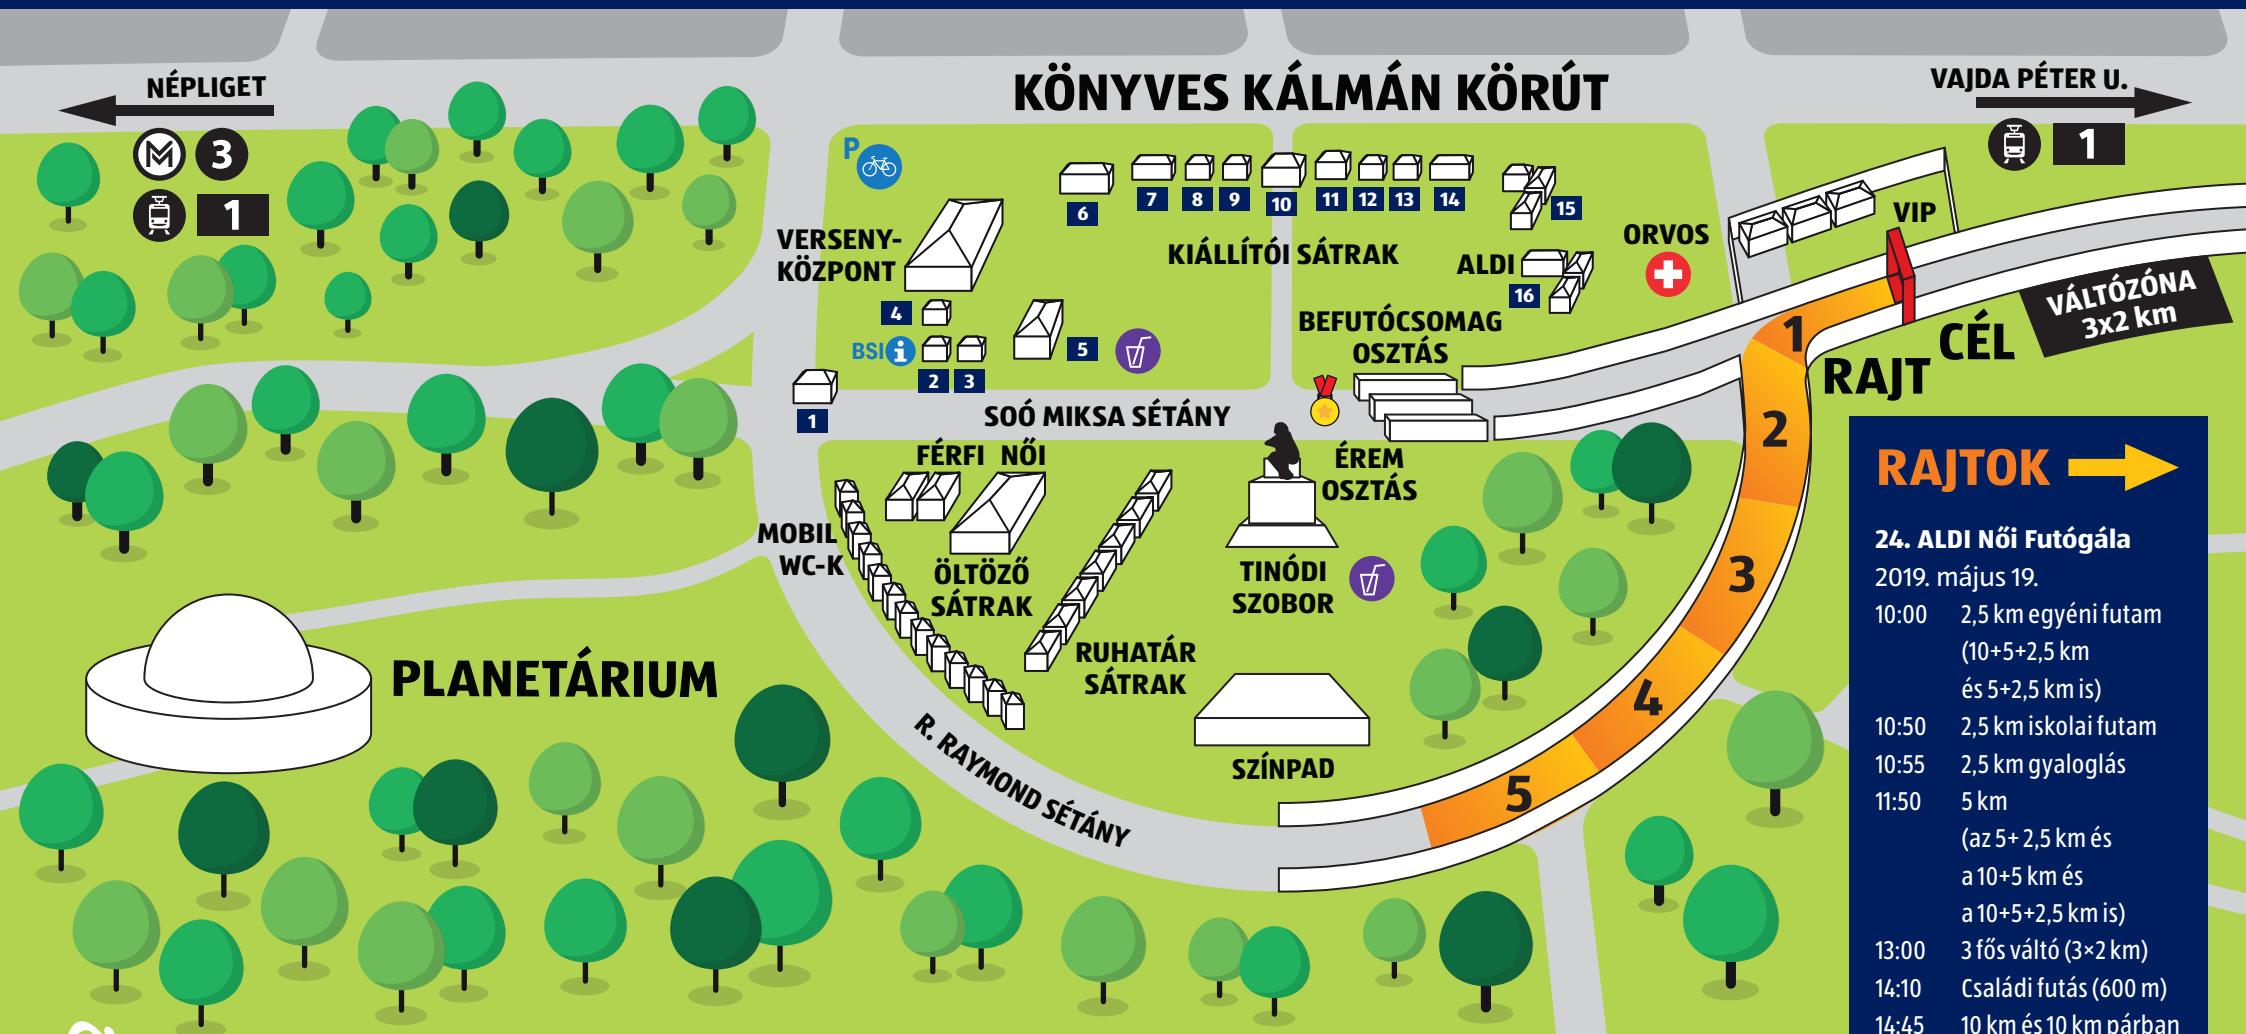 NÉPLIGET
M 3
1
KÖNYVES KÁLMÁN KÖRÚT
VAJDA PÉTER U.
1
P
VERSENY-
KÖZPONT
4
BSI i
2 3
5
1
6
7 8 9 10 11 12 13 14
15
KIÁLLÍTÓI SÁTRAK
ALDI
16
ORVOS
VIP
BEFUTÓCSOMAG
OSZTÁS
VÁLTÓZÓNA
3x2 km
CÉL
RAJT
1
2
3
4
5
SOÓ MIKSA SÉTÁNY
FÉRFI NŐI
MOBIL
WC-K
ÖLTÖZŐ
SÁTRAK
ÉREM
OSZTÁS
TINÓDI
SZOBOR
RUHATÁR
SÁTRAK
SZÍNPAD
PLANETÁRIUM
R. RAYMOND SÉTÁNY
RAJTOK
24. ALDI Női Futógála
2019. május 19.
10:00 2,5 km egyéni futam
(10+5+2,5 km
és 5+2,5 km is)
10:50 2,5 km iskolai futam
10:55 2,5 km gyaloglás
11:50 5 km
(az 5+ 2,5 km és
a 10+5 km és
a 10+5+2,5 km is)
13:00 3 fős váltó (3×2 km)
14:10 Családi futás (600 m)
14:45 10 km és 10 km párban